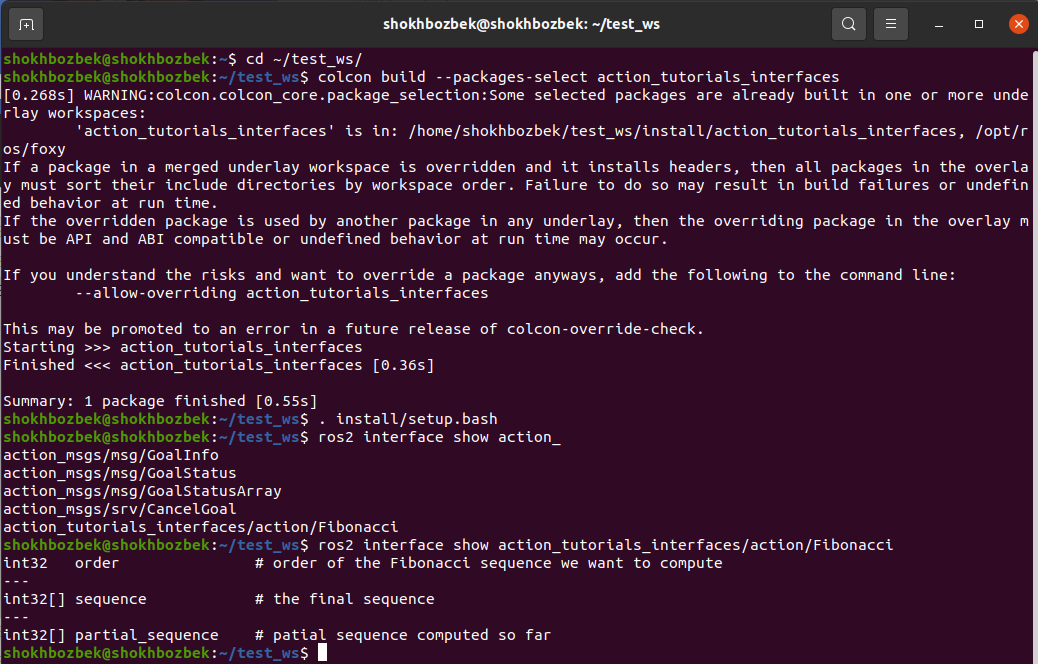 shokhbozbek@shokhbozbek: ~/test_ws
shokhbozbek@shokhbozbek:~$ cd ~/test_ws/
shokhbozbek@shokhbozbek:~/test_ws$ colcon build --packages-select action_tutorials_interfaces
[0.268s] WARNING:colcon.colcon_core.package_selection:Some selected packages are already built in one or more unde
rlay workspaces:
        'action_tutorials_interfaces' is in: /home/shokhbozbek/test_ws/install/action_tutorials_interfaces, /opt/r
os/foxy
If a package in a merged underlay workspace is overridden and it installs headers, then all packages in the overla
y must sort their include directories by workspace order. Failure to do so may result in build failures or undefin
ed behavior at run time.
If the overridden package is used by another package in any underlay, then the overriding package in the overlay m
ust be API and ABI compatible or undefined behavior at run time may occur.

If you understand the risks and want to override a package anyways, add the following to the command line:
        --allow-overriding action_tutorials_interfaces

This may be promoted to an error in a future release of colcon-override-check.
Starting >>> action_tutorials_interfaces
Finished <<< action_tutorials_interfaces [0.36s]

Summary: 1 package finished [0.55s]
shokhbozbek@shokhbozbek:~/test_ws$ . install/setup.bash
shokhbozbek@shokhbozbek:~/test_ws$ ros2 interface show action_
action_msgs/msg/GoalInfo
action_msgs/msg/GoalStatus
action_msgs/msg/GoalStatusArray
action_msgs/srv/CancelGoal
action_tutorials_interfaces/action/Fibonacci
shokhbozbek@shokhbozbek:~/test_ws$ ros2 interface show action_tutorials_interfaces/action/Fibonacci
int32   order               # order of the Fibonacci sequence we want to compute
---
int32[] sequence            # the final sequence
---
int32[] partial_sequence    # patial sequence computed so far
shokhbozbek@shokhbozbek:~/test_ws$